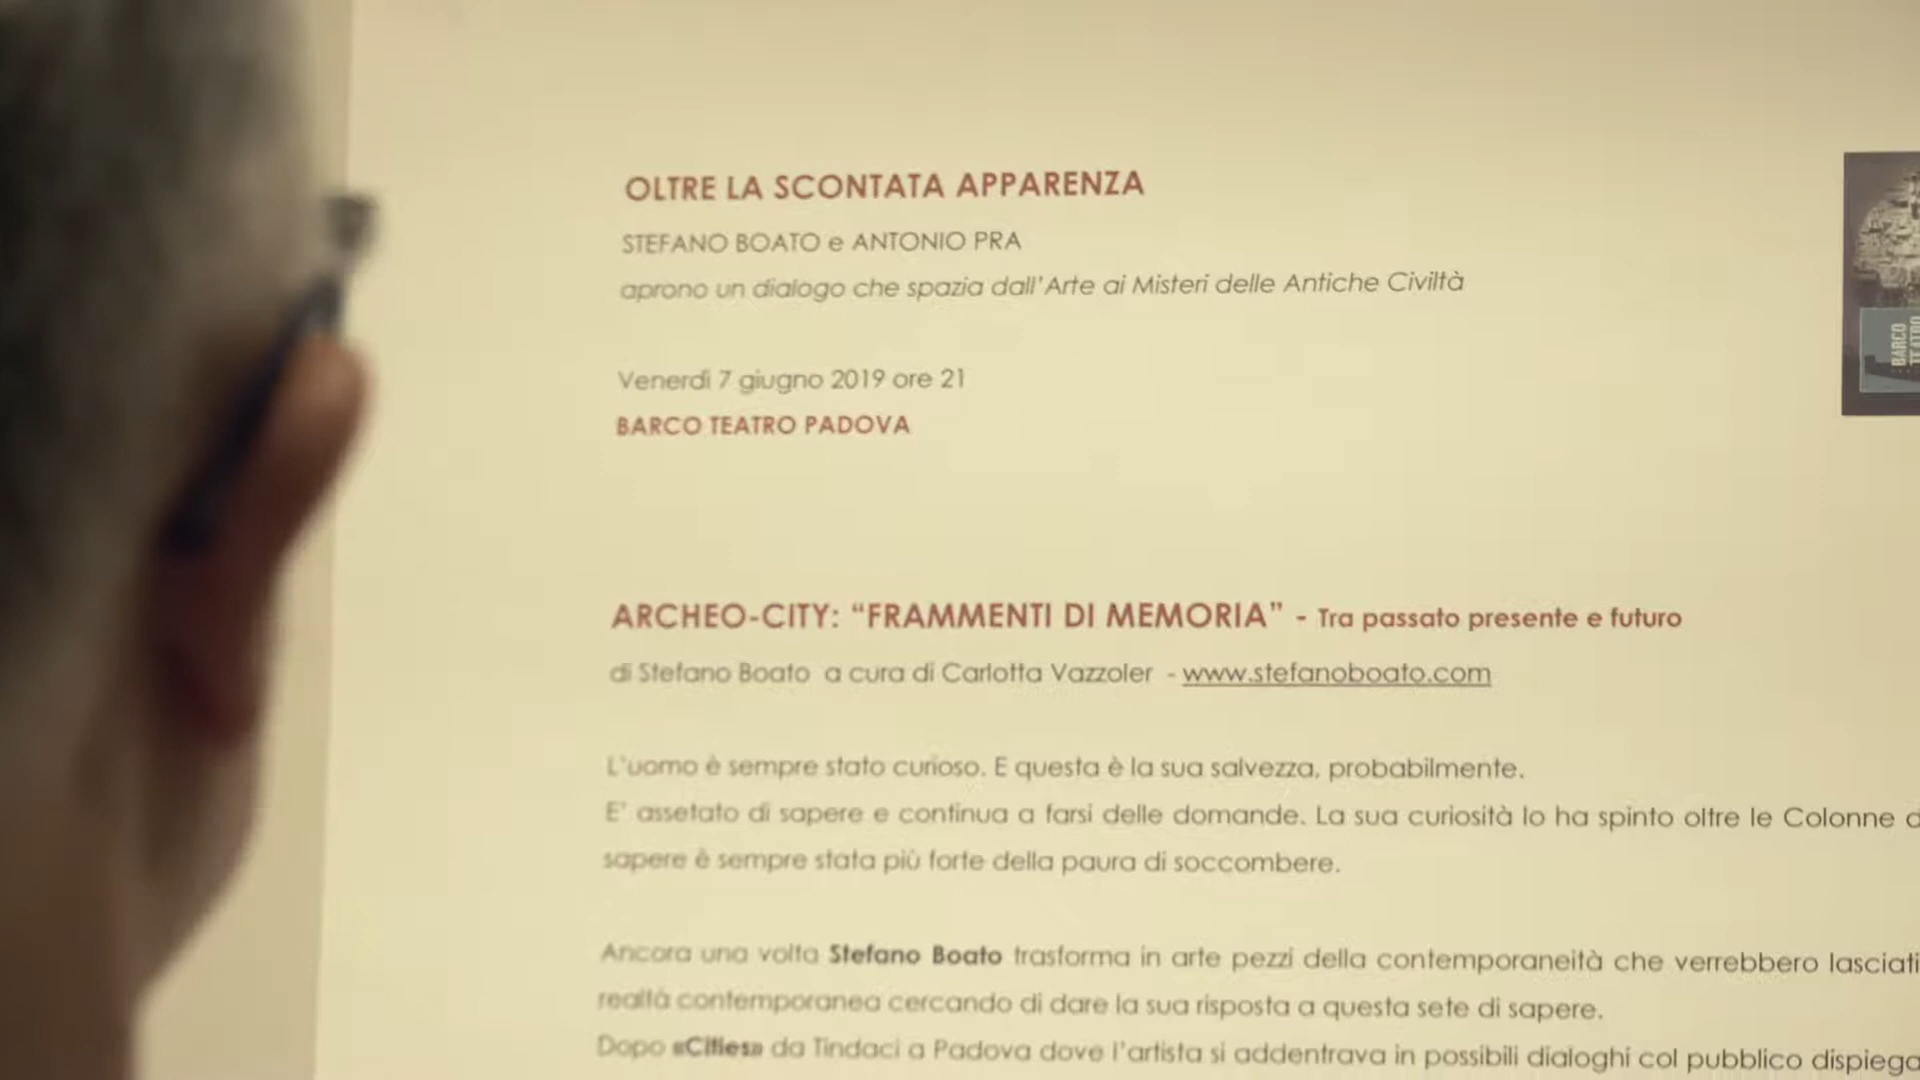 OLTRE LA SCONTATA APPARENZA
STEFANO BOATO e ANTONIO PRA
aprono un dialogo che spazia dall'Arte ai Misteri delle Antiche Civiltà
Venerdì 7 giugno 2019 ore 21
BARCO TEATRO PADOVA
BARCO
TEATRO
ARCHEO-CITY: “FRAMMENTI DI MEMORIA” - Tra passato presente e futuro
di Stefano Boato a cura di Carlotta Vazzoler - www.stefanoboato.com
L'uomo è sempre stato curioso. E questa è la sua salvezza, probabilmente.
E' assetato di sapere e continua a farsi delle domande. La sua curiosità lo ha spinto oltre le Colonne
sapere è sempre stata più forte della paura di soccombere.
Ancora una volta Stefano Boato trasforma in arte pezzi della contemporaneità che verrebbero lasciati
realtà contemporanea cercando di dare la sua risposta a questa sete di sapere.
Dopo «Cities» da Tindaci a Padova dove l'artista si addentrava in possibili dialoghi col pubblico